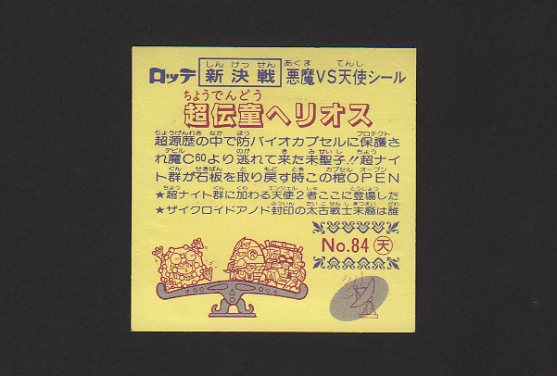 ロッテ 新決戦 悪魔VS天使シール
超伝童ヘリオス
超源歴の中で防バイオカプセルに保護さ
れ魔C60より逃れて来た未聖子!!超ナイ
ト群が石板を取り戻す時この棺OPEN
★超ナイト群に加わる天使2者ここに登場した
★ザイクロイドアノド封印の太古戦士末裔は誰
No.84 天